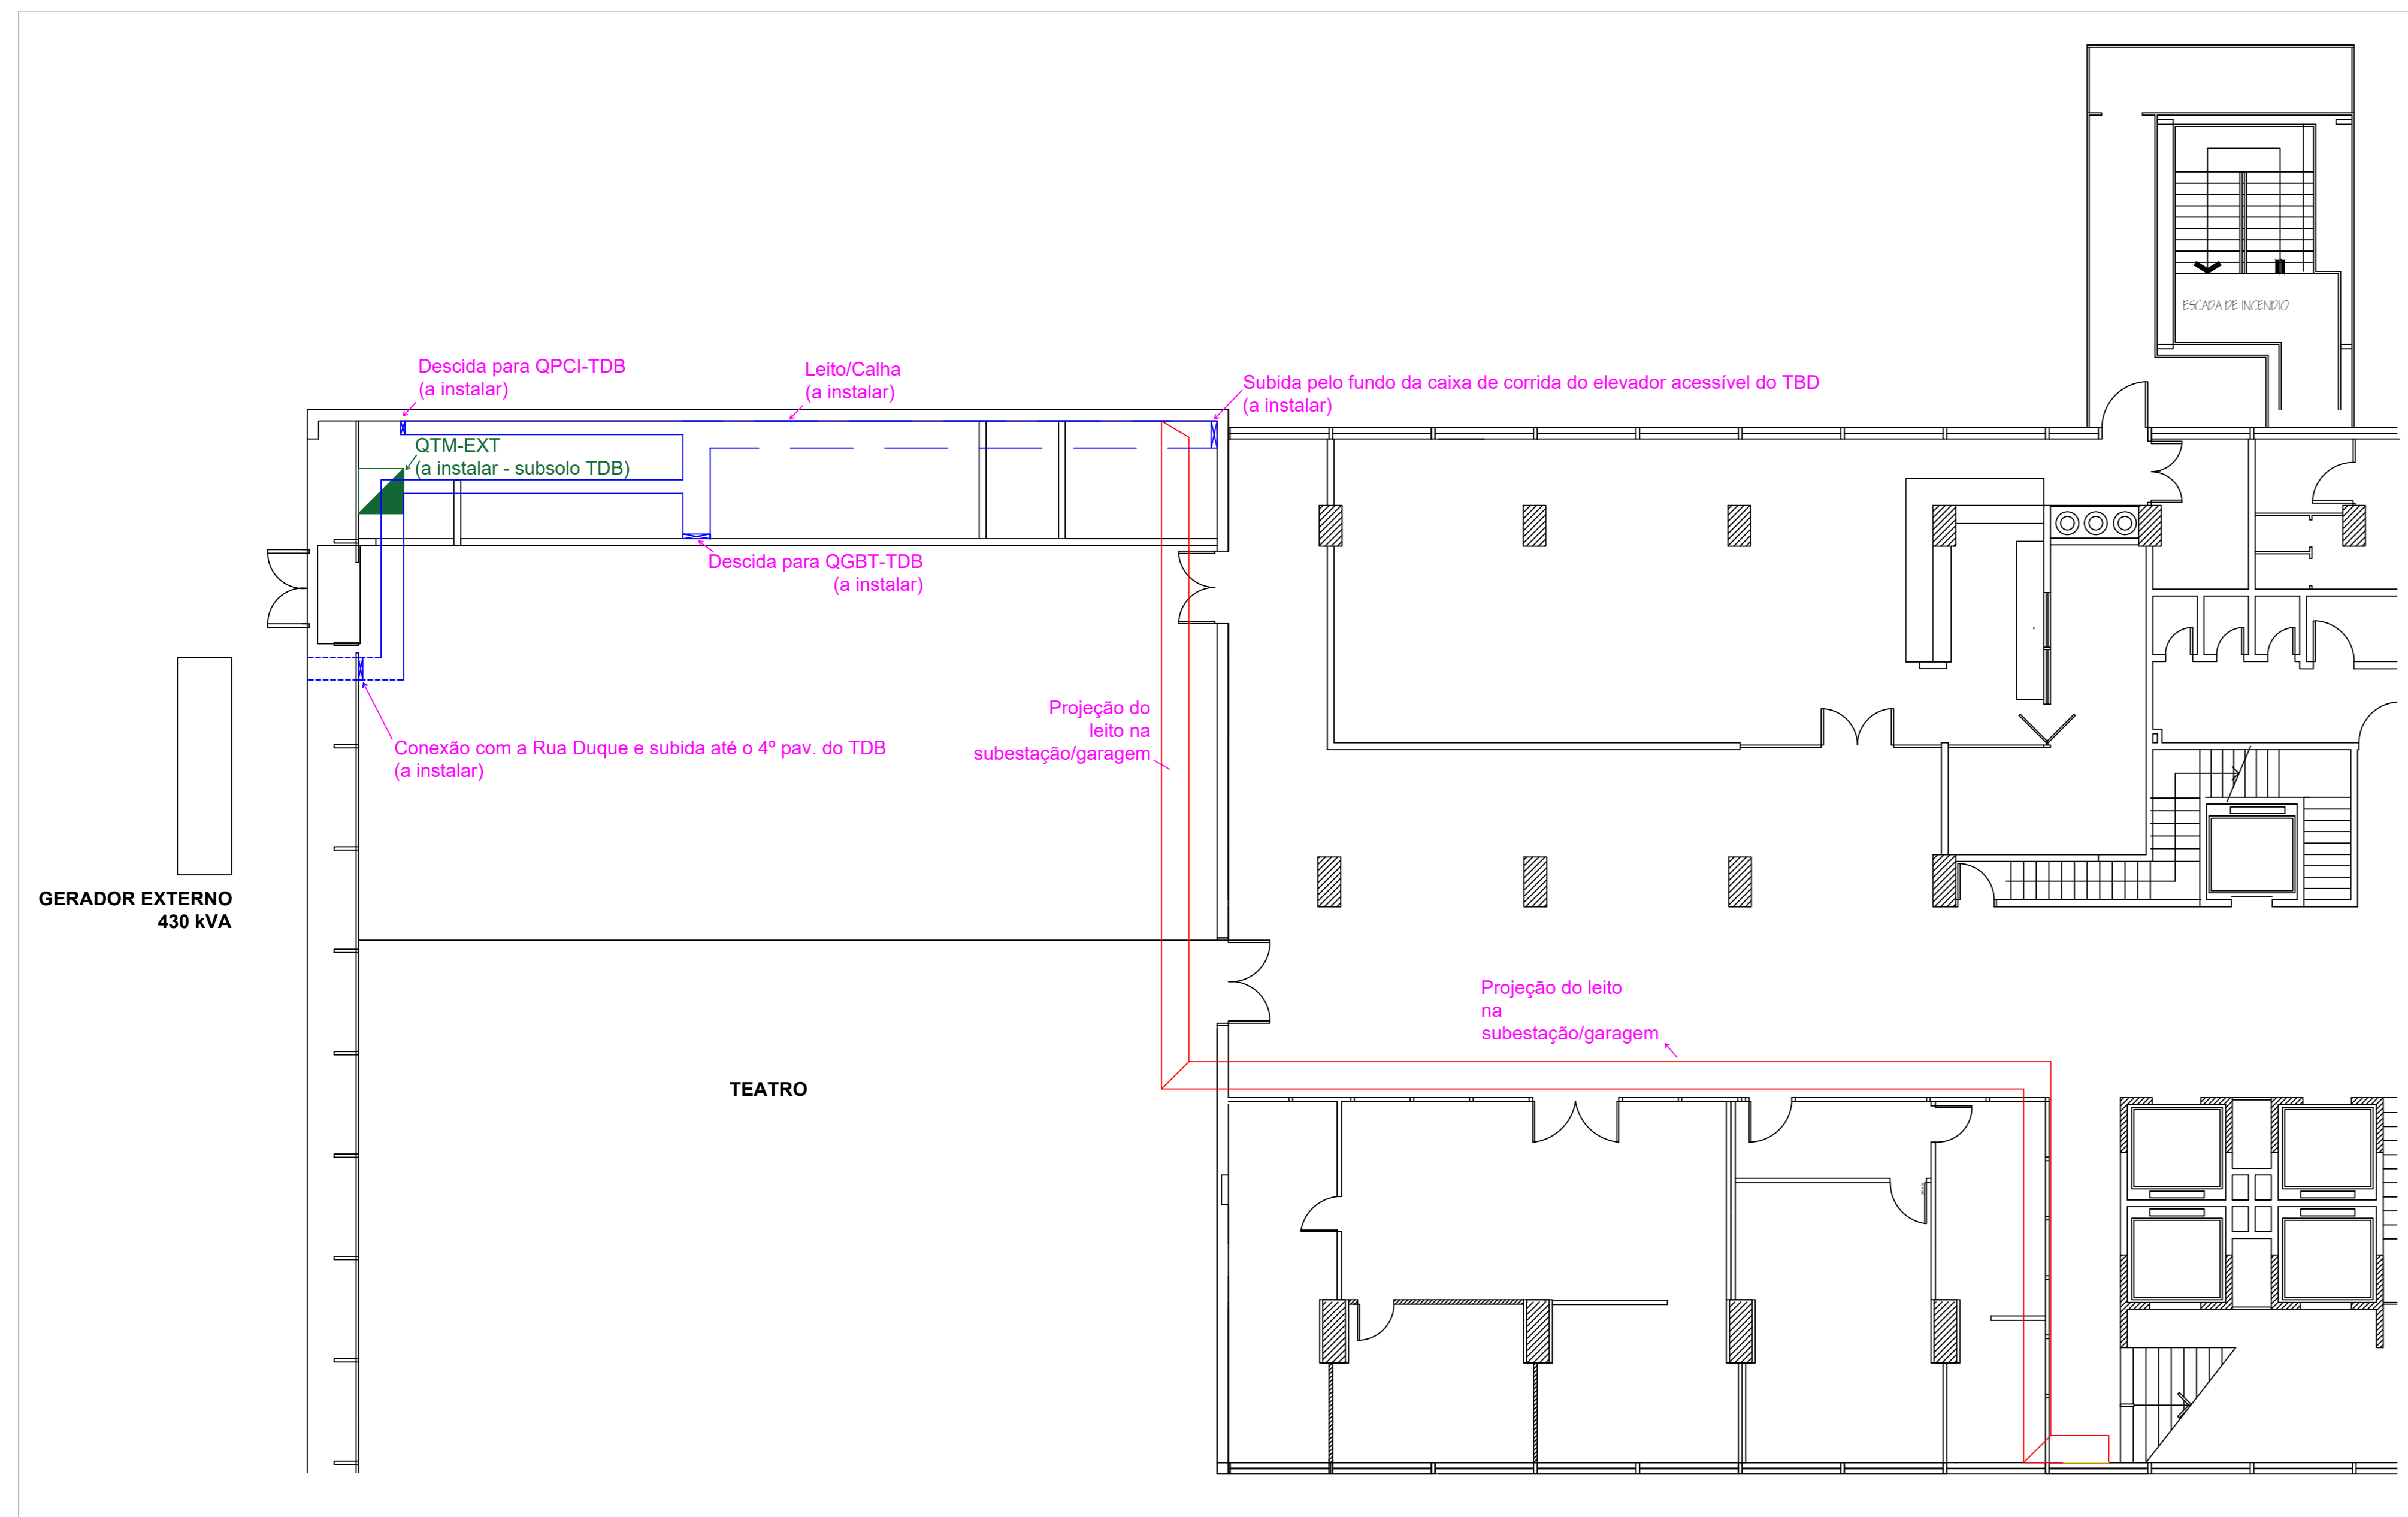 ESCADA DE INCENDIO
Descida para QPCI-TDB
(a instalar)
Leito/Calha
(a instalar)
Subida pelo fundo da caixa de corrida do elevador acessível do TBD
(a instalar)
QTM-EXT
(a instalar - subsolo TDB)
Descida para QGBT-TDB
(a instalar)
Projeção do
leito na
subestação/garagem
Conexão com a Rua Duque e subida até o 4º pav. do TDB
(a instalar)
GERADOR EXTERNO
430 kVA
Projeção do leito
na
subestação/garagem
TEATRO